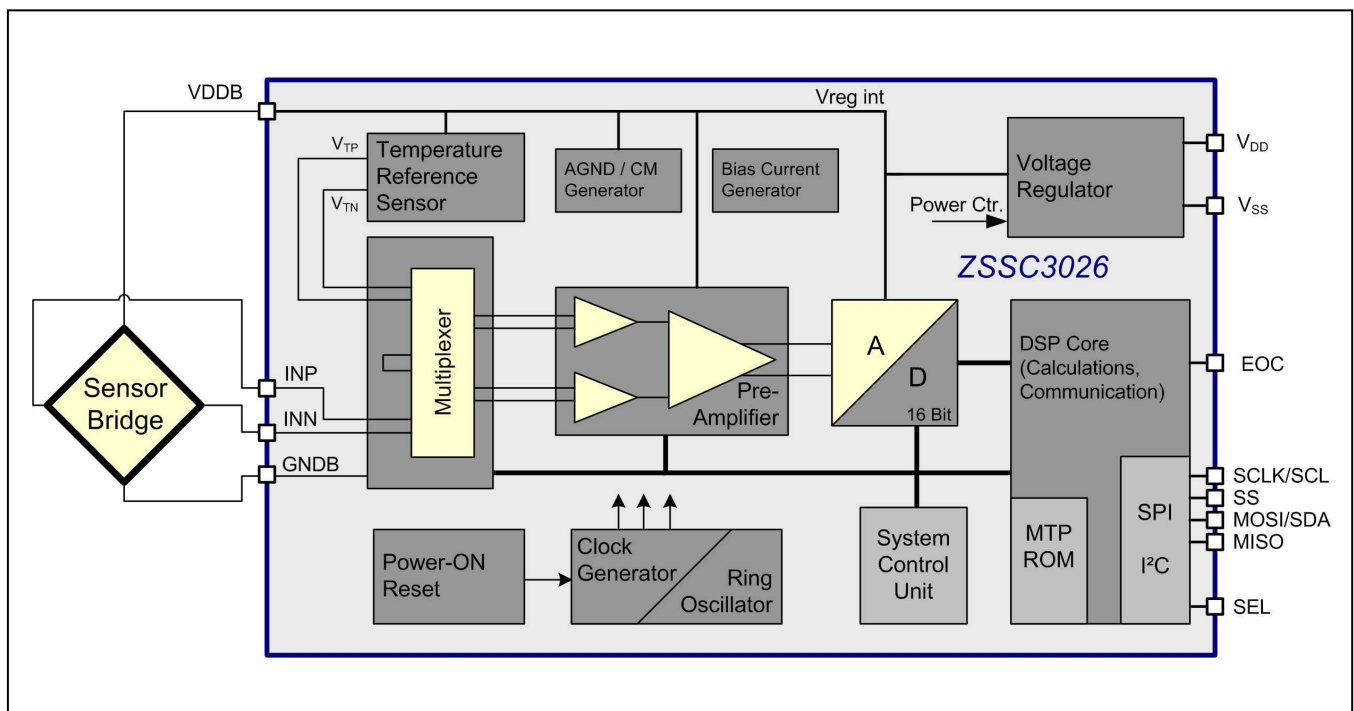 VDDB
Vreg int
VTP
Temperature
Reference
Sensor
VTN
AGND / CM
Generator
Bias Current
Generator
Voltage
Regulator
Power Ctr.
VDD
VSS
ZSSC3026
Sensor
Bridge
INP
INN
GNDB
Multiplexer
Pre-
Amplifier
A
D
16 Bit
DSP Core
(Calculations,
Communication)
EOC
SCLK/SCL
SS
MOSI/SDA
MISO
SEL
Power-ON
Reset
Clock
Generator
Ring
Oscillator
System
Control
Unit
MTP
ROM
SPI
I²C